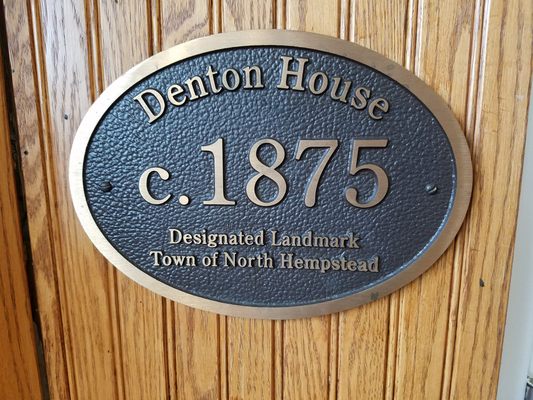 Denton House
c.1875
Designated Landmark
Town of North Hempstead